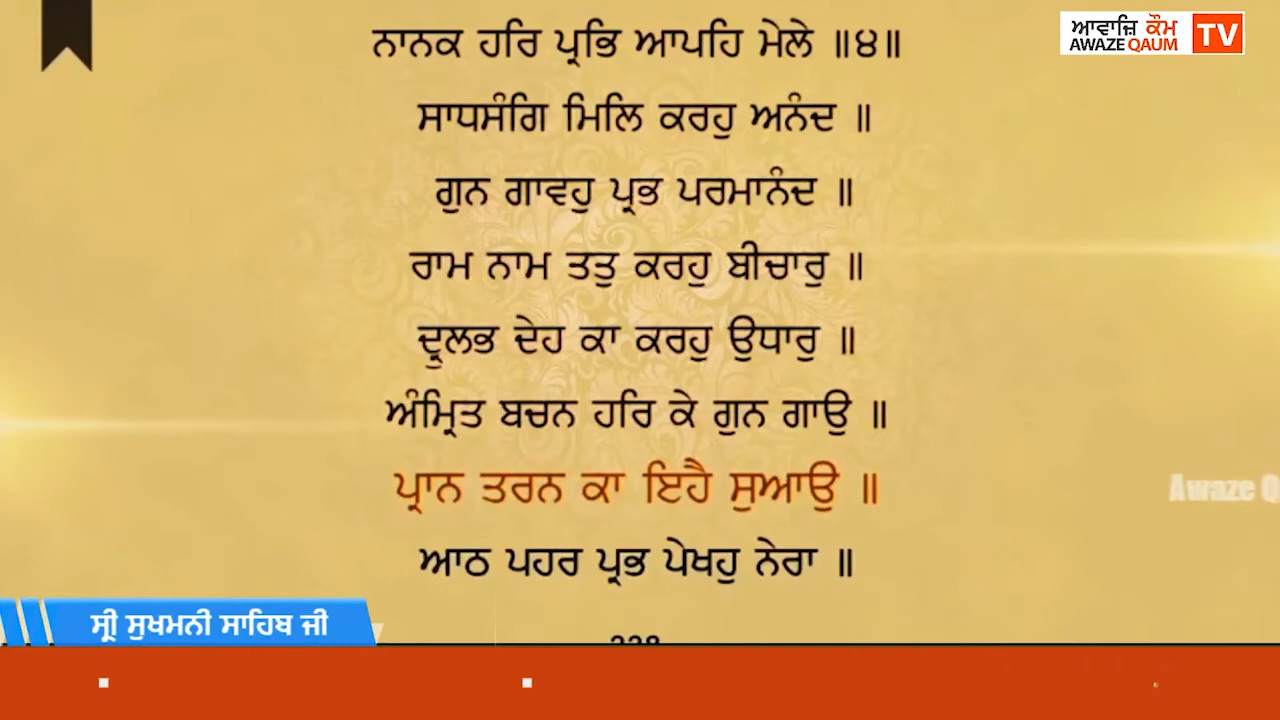 ਨਾਨਕ ਹਰਿ ਪ੍ਰਭਿ ਆਪਹਿ ਮੇਲੇ ॥੪॥
ਆਵਾਜ਼ਿ ਕੌਮ
AWAZE QAUM TV
ਸਾਧਸੰਗਿ ਮਿਲਿ ਕਰਹੁ ਅਨੰਦ ॥
ਗੁਨ ਗਾਵਹੁ ਪ੍ਰਭ ਪਰਮਾਨੰਦ ॥
ਰਾਮ ਨਾਮ ਤਤੁ ਕਰਹੁ ਬੀਚਾਰੁ ॥
ਦ੍ਰੁਲਭ ਦੇਹ ਕਾ ਕਰਹੁ ਉਧਾਰੁ ॥
ਅੰਮ੍ਰਿਤ ਬਚਨ ਹਰਿ ਕੇ ਗੁਨ ਗਾਉ ॥
ਪ੍ਰਾਨ ਤਰਨ ਕਾ ਇਹੈ ਸੁਆਉ ॥
Awaze Q
ਆਠ ਪਹਰ ਪ੍ਰਭ ਪੇਖਹੁ ਨੇਰਾ ॥
ਸ੍ਰੀ ਸੁਖਮਨੀ ਸਾਹਿਬ ਜੀ